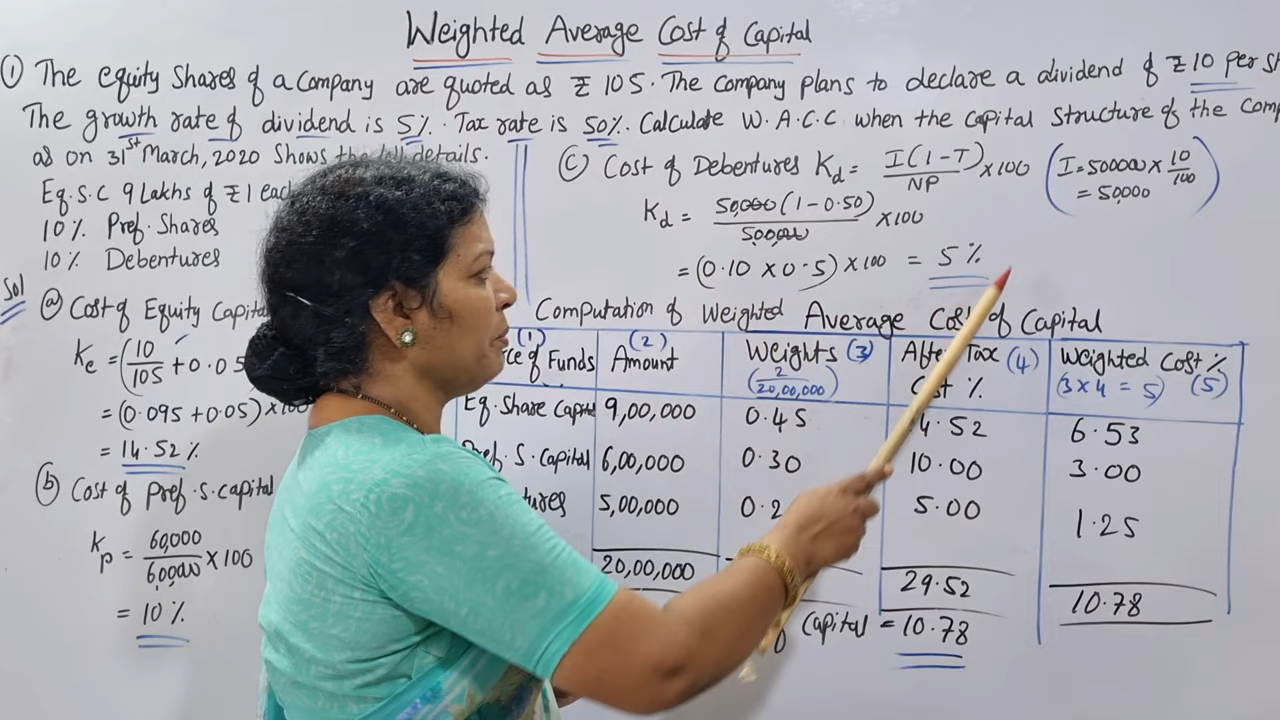 Weighted Average Cost of Capital
① The equity shares of a Company are quoted as ₹ 105. The Company plans to declare a dividend of ₹ 10 per
The growth rate of dividend is 5%. Tax rate is 50%. Calculate W.A.C.C when the capital structure of the
as on 31st March, 2020 Shows the details.
Eq. S.C 9 Lakhs of ₹ 1 each
10% Pref. Shares
10% Debentures
Sol
ⓐ Cost of Equity Capital
Ke = (10/105 + 0.05
= (0.095 + 0.05) × 100
= 14.52 %
ⓑ Cost of Pref. S. capital
Kp = 60,000/6,00,000 × 100
= 10 %
ⓒ Cost of Debentures Kd = I(1-T)/NP × 100 (I = 500000 × 10/100
= 50,000)
Kd = 50,000 (1 - 0.50)/5,00,000 × 100
= (0.10 × 0.5) × 100 = 5 %
Computation of Weighted Average Cost of Capital
of Funds (1) Amount (2) Weights (3) (2/20,00,000) After Tax (4) Cost % Weighted Cost % (3 × 4 = 5) (5)
Eq. Share Capital 9,00,000 0.45 4.52 6.53
Pref. S. Capital 6,00,000 0.30 10.00 3.00
5,00,000 0.2 5.00 1.25
20,00,000 29.52 10.78
of Capital = 10.78